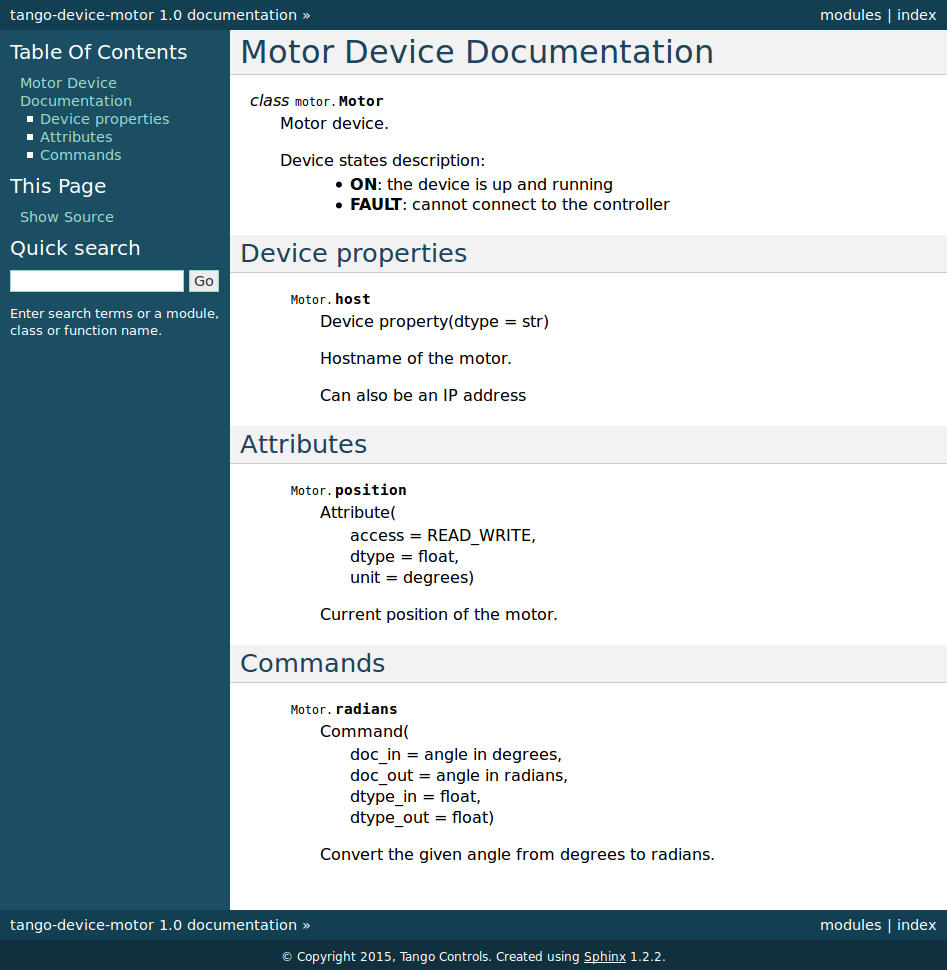 tango-device-motor 1.0 documentation »
modules | index
Table Of Contents
Motor Device
Documentation
Device properties
Attributes
Commands
This Page
Show Source
Quick search
Go
Enter search terms or a module,
class or function name.
Motor Device Documentation
class motor.Motor
Motor device.
Device states description:
• ON: the device is up and running
• FAULT: cannot connect to the controller
Device properties
Motor.host
Device property(dtype = str)
Hostname of the motor.
Can also be an IP address
Attributes
Motor.position
Attribute(
access = READ_WRITE,
dtype = float,
unit = degrees)
Current position of the motor.
Commands
Motor.radians
Command(
doc_in = angle in degrees,
doc_out = angle in radians,
dtype_in = float,
dtype_out = float)
Convert the given angle from degrees to radians.
tango-device-motor 1.0 documentation »
modules | index
© Copyright 2015, Tango Controls. Created using Sphinx 1.2.2.